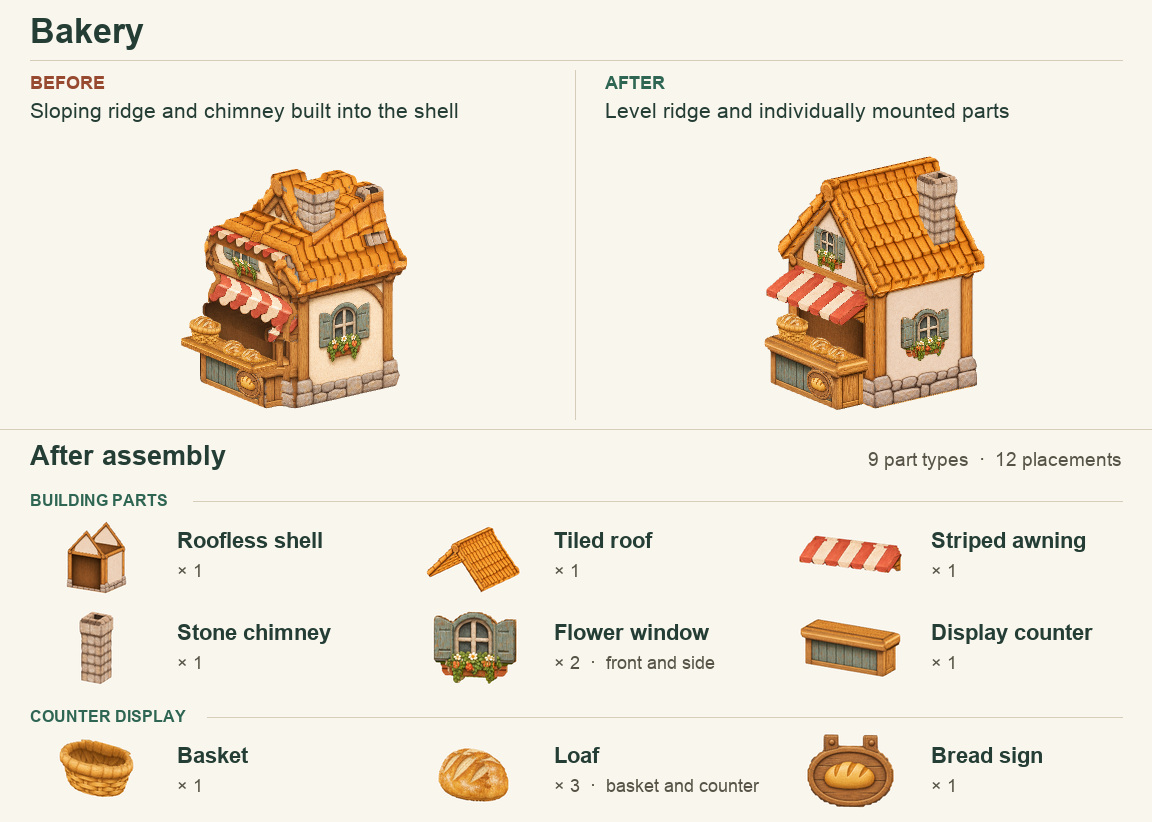 Bakery
BEFORE
Sloping ridge and chimney built into the shell
AFTER
Level ridge and individually mounted parts
After assembly
9 part types · 12 placements
BUILDING PARTS
Roofless shell
× 1
Tiled roof
× 1
Striped awning
× 1
Stone chimney
× 1
Flower window
× 2 · front and side
Display counter
× 1
COUNTER DISPLAY
Basket
× 1
Loaf
× 3 · basket and counter
Bread sign
× 1